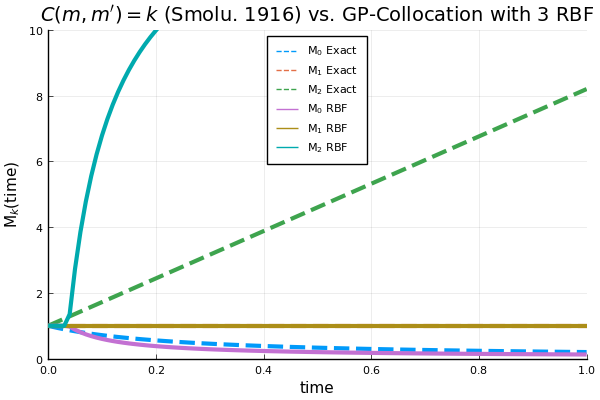 C(m, m′) = k (Smolu. 1916) vs. GP-Collocation with 3 RBF
10
8
6
4
2
0
M₀ Exact
M₁ Exact
M₂ Exact
M₀ RBF
M₁ RBF
M₂ RBF
Mₖ(time)
0.0 0.2 0.4 0.6 0.8 1.0
time